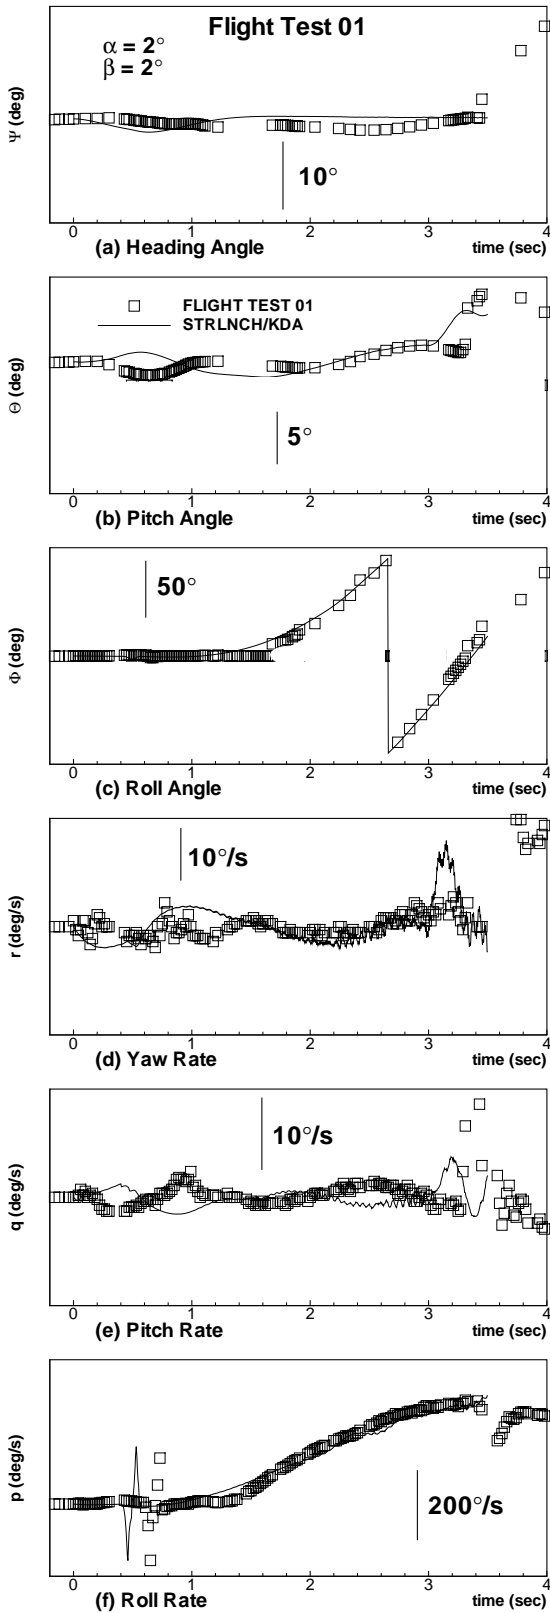 Flight Test 01
α = 2°
β = 2°
Ψ (deg)
10°
0 1 2 3 4
(a) Heading Angle
time (sec)
FLIGHT TEST 01
STRLNCH/KDA
Θ (deg)
5°
0 1 2 3 4
(b) Pitch Angle
time (sec)
50°
Φ (deg)
0 1 2 3 4
(c) Roll Angle
time (sec)
10°/s
r (deg/s)
0 1 2 3 4
(d) Yaw Rate
time (sec)
10°/s
q (deg/s)
0 1 2 3 4
(e) Pitch Rate
time (sec)
p (deg/s)
200°/s
0 1 2 3 4
(f) Roll Rate
time (sec)